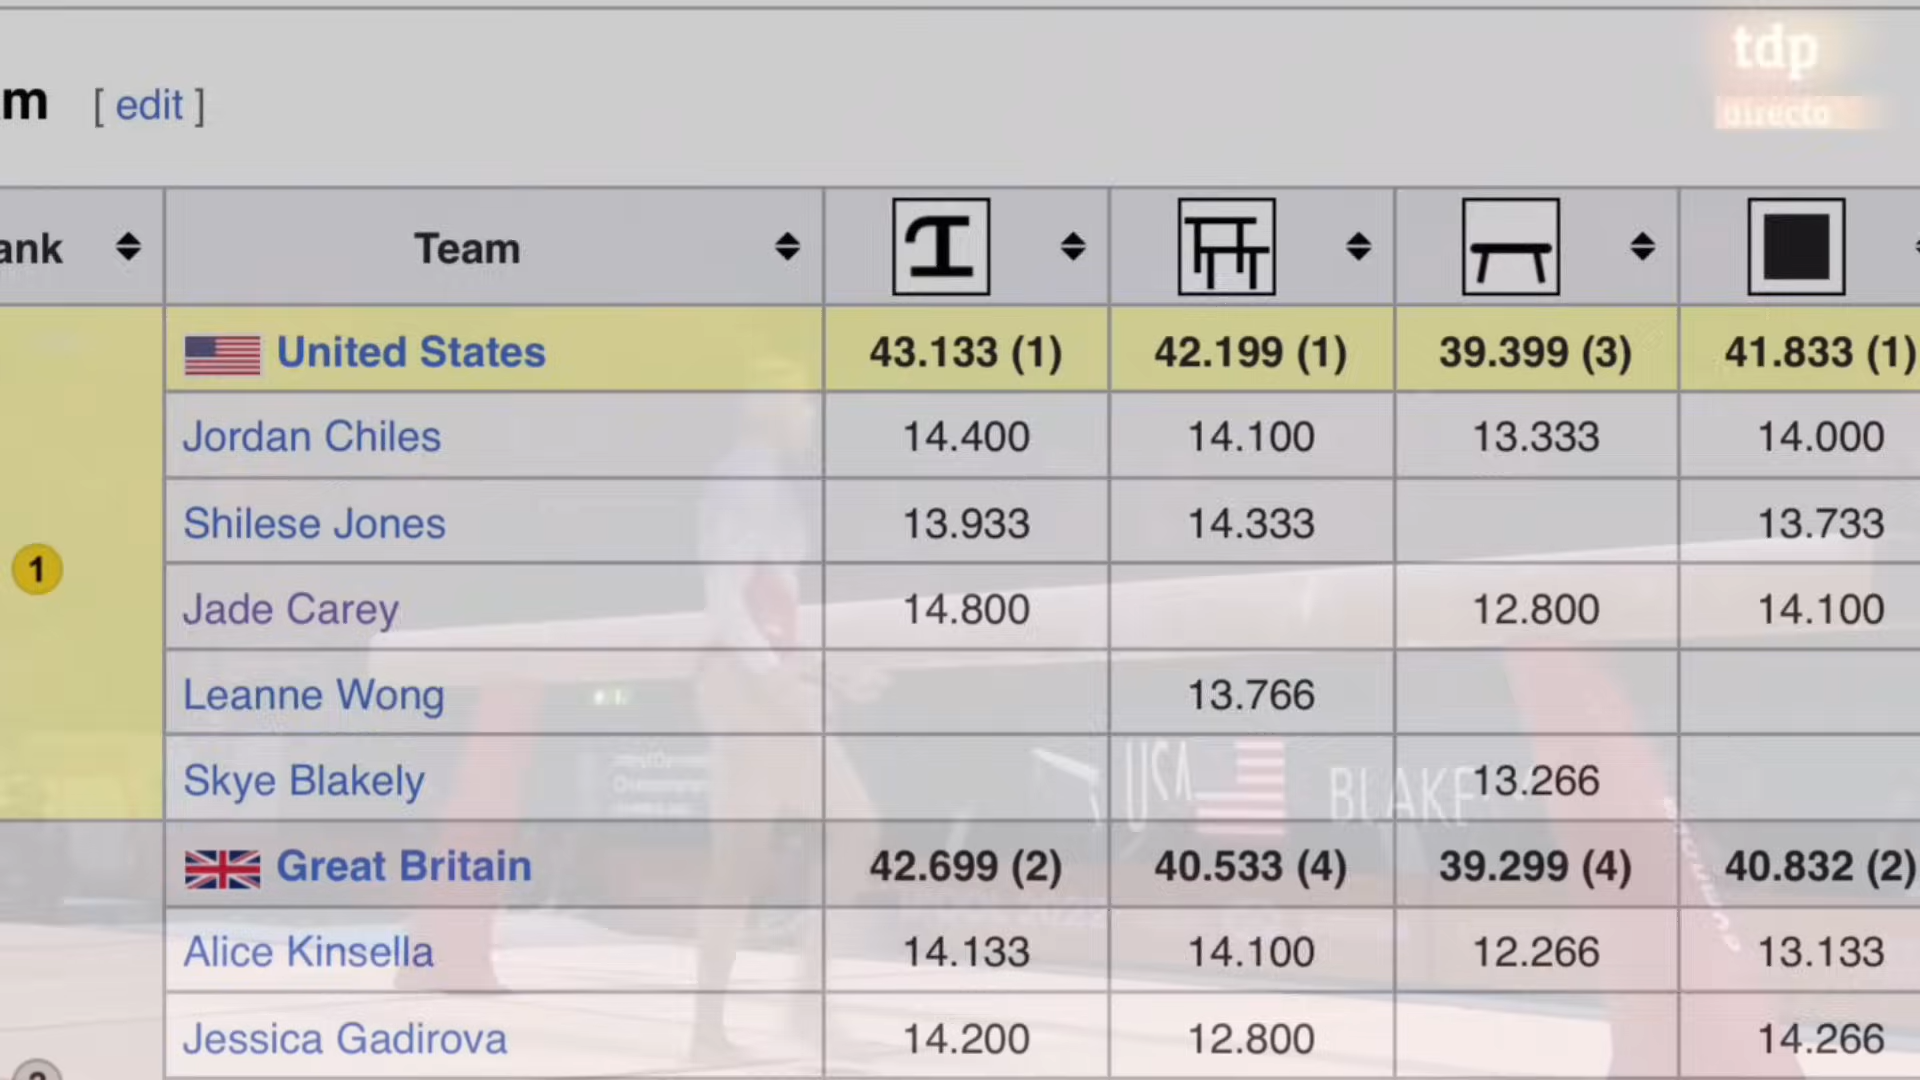 tdp
directo
m [ edit ]
ank Team
United States 43.133 (1) 42.199 (1) 39.399 (3) 41.833 (1)
Jordan Chiles 14.400 14.100 13.333 14.000
Shilese Jones 13.933 14.333 13.733
1
Jade Carey 14.800 12.800 14.100
Leanne Wong 13.766
Skye Blakely 13.266
USA BLAKE
Great Britain 42.699 (2) 40.533 (4) 39.299 (4) 40.832 (2)
Alice Kinsella 14.133 14.100 12.266 13.133
Jessica Gadirova 14.200 12.800 14.266